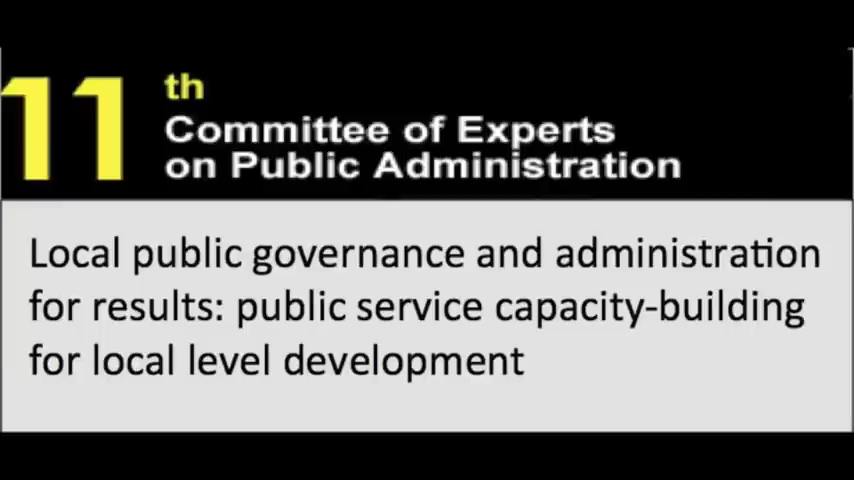 11th
Committee of Experts
on Public Administration
Local public governance and administration
for results: public service capacity-building
for local level development